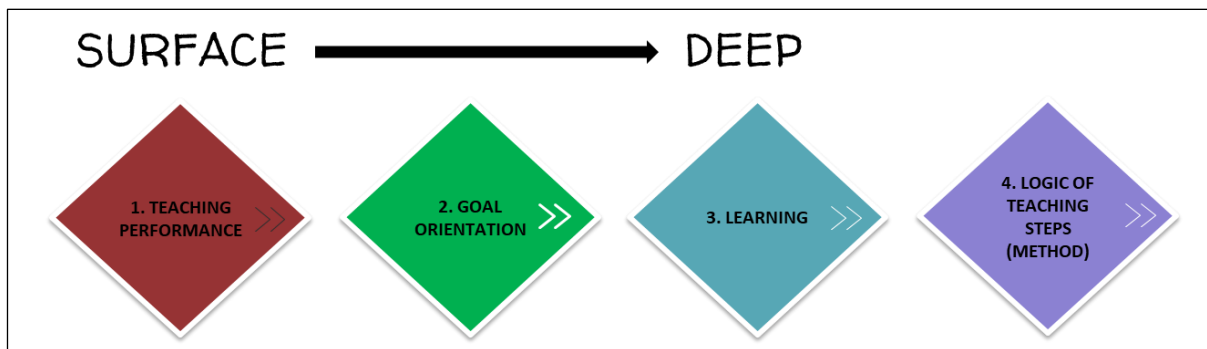 SURFACE DEEP
1. TEACHING
PERFORMANCE
2. GOAL
ORIENTATION
3. LEARNING
4. LOGIC OF
TEACHING
STEPS
(METHOD)